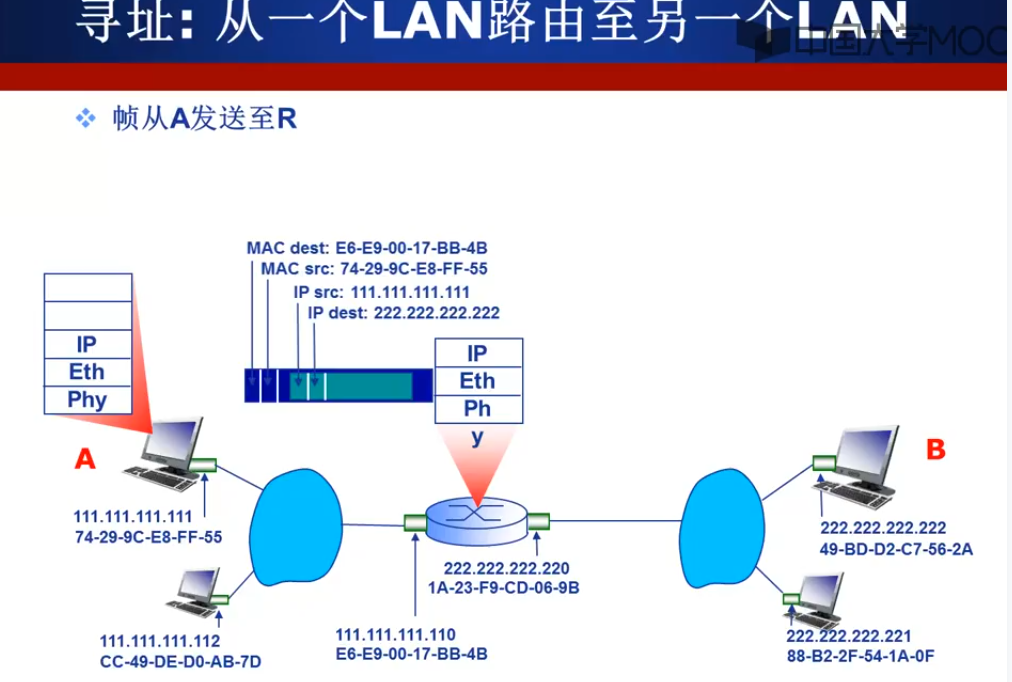 寻址: 从一个LAN路由至另一个LAN
中国大学MOO
帧从A发送至R
MAC dest: E6-E9-00-17-BB-4B
MAC src: 74-29-9C-E8-FF-55
IP src: 111.111.111.111
IP dest: 222.222.222.222
IP
Eth
Phy
IP
Eth
Ph
y
A
B
111.111.111.111
74-29-9C-E8-FF-55
222.222.222.222
49-BD-D2-C7-56-2A
222.222.222.220
1A-23-F9-CD-06-9B
111.111.111.112
CC-49-DE-D0-AB-7D
111.111.111.110
E6-E9-00-17-BB-4B
222.222.222.221
88-B2-2F-54-1A-0F